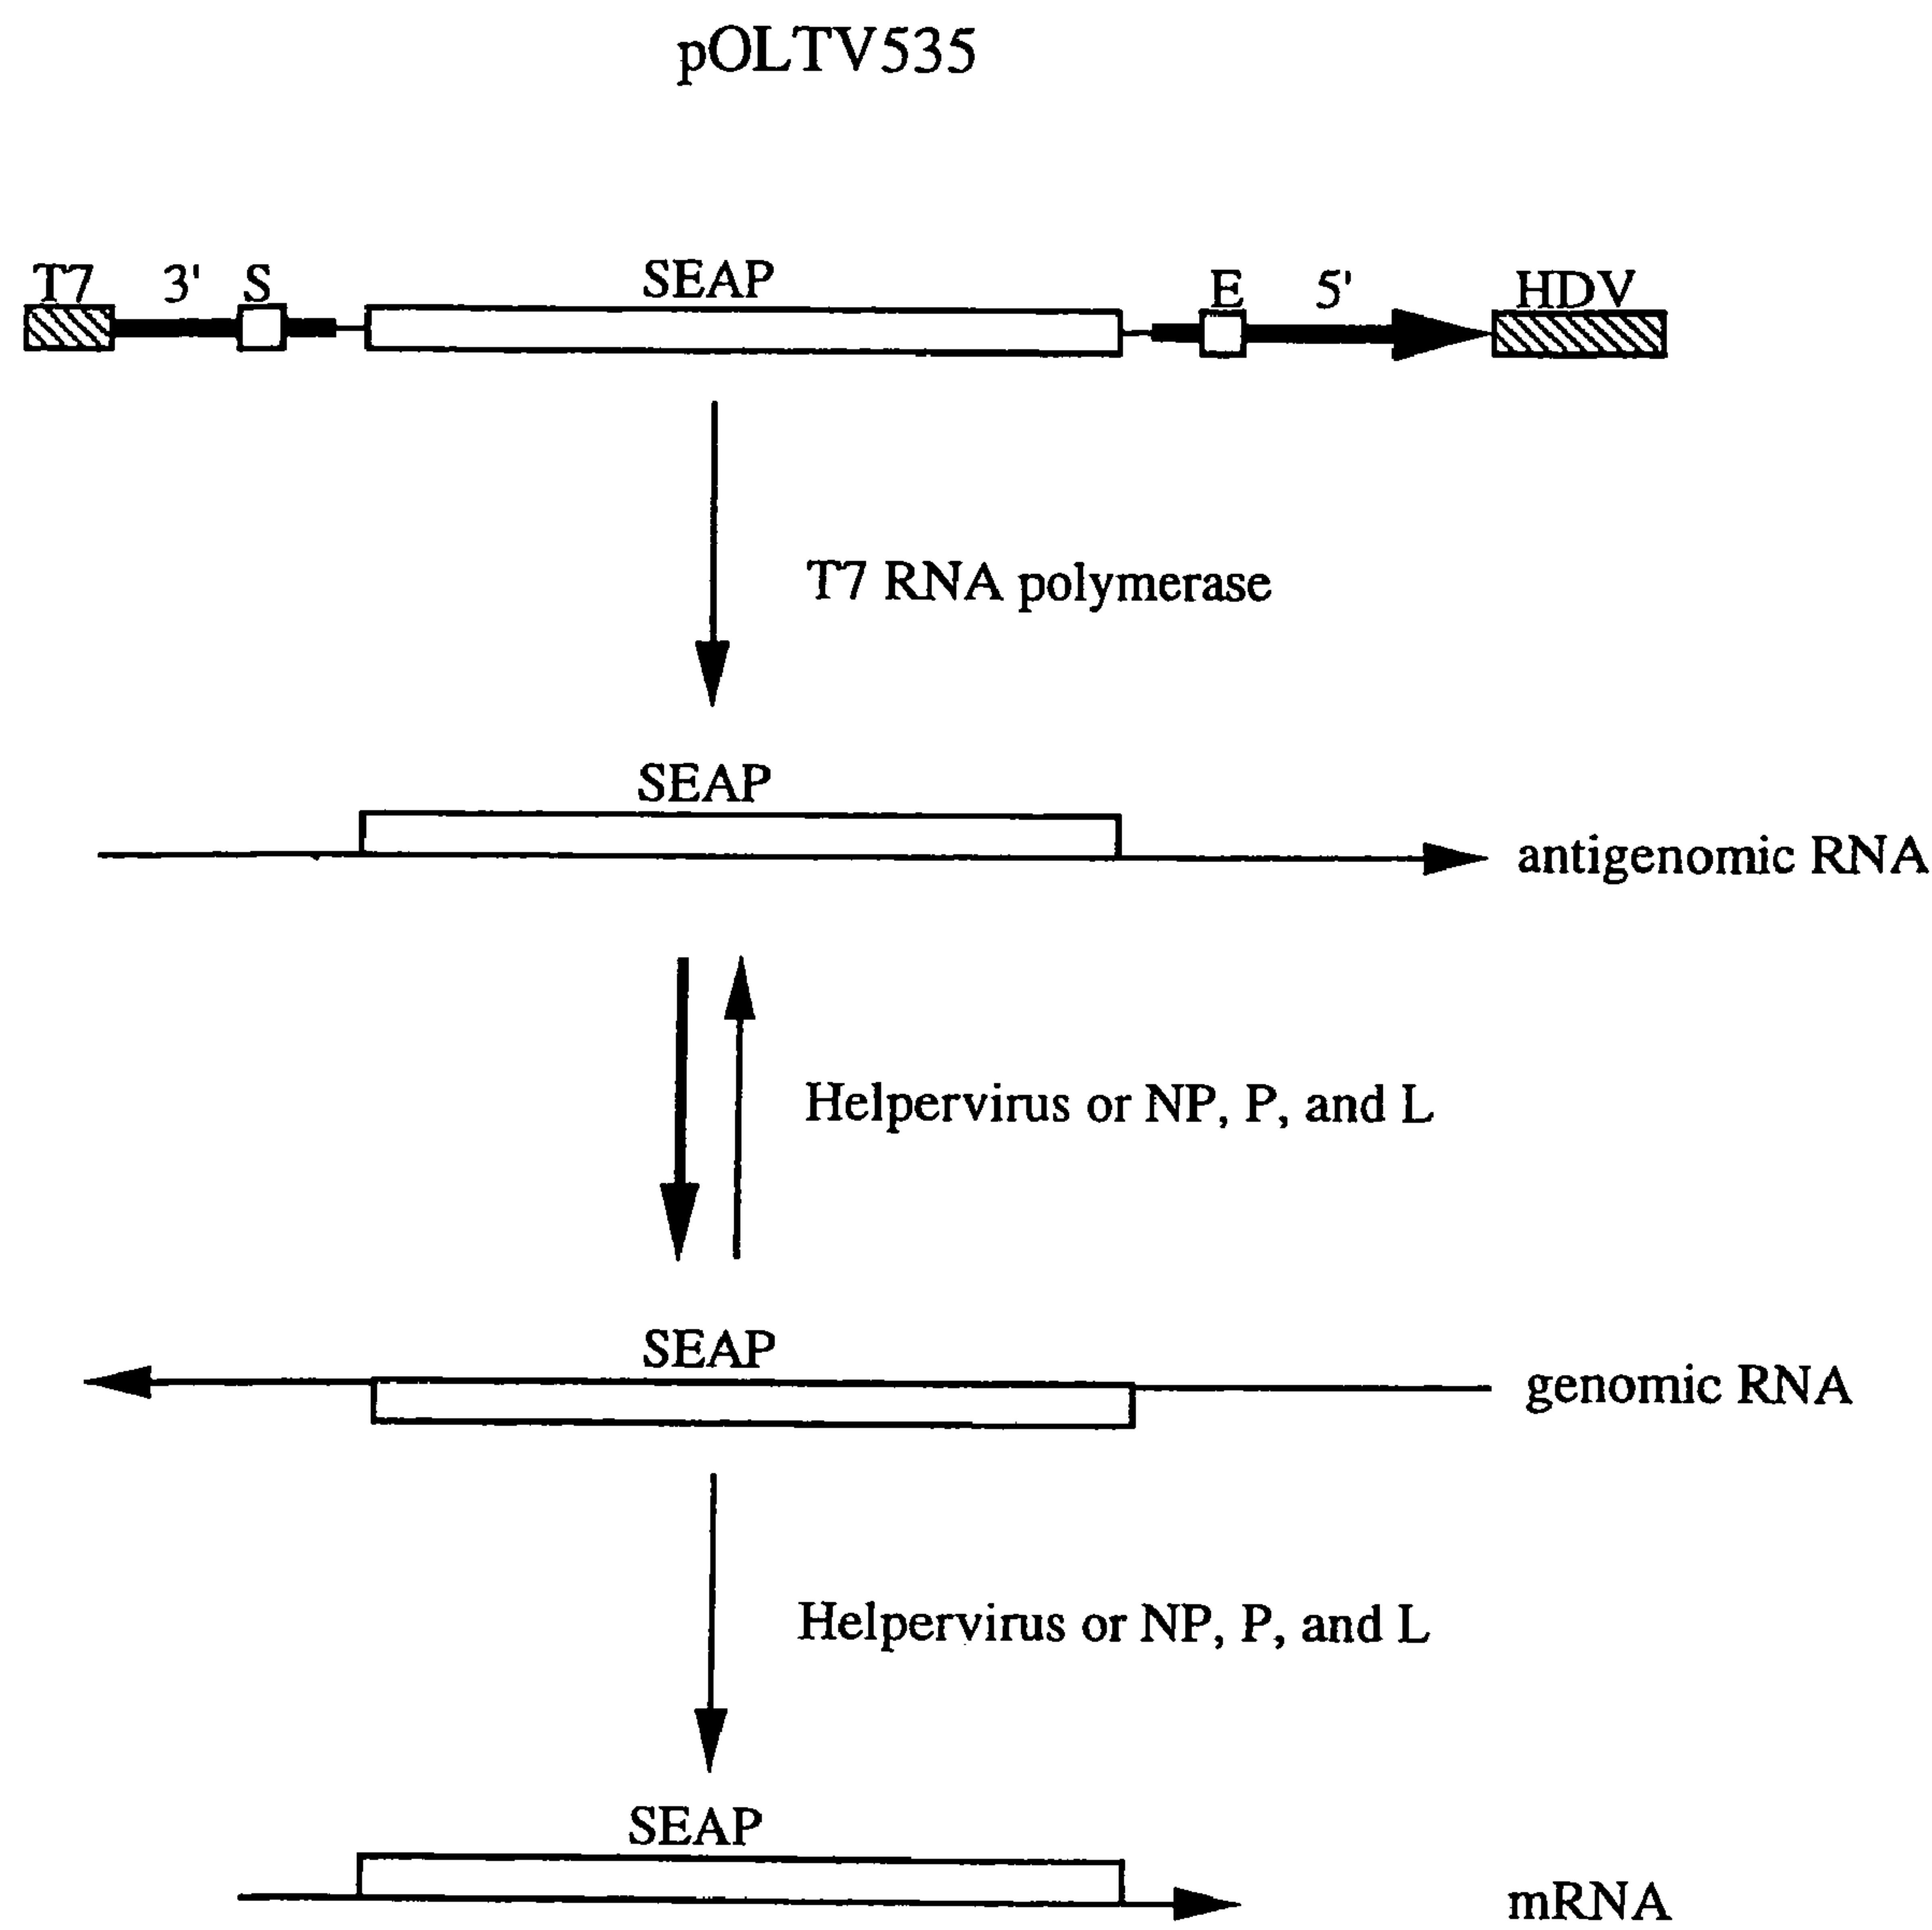 pOLTV535
T7 3' S SEAP E 5' HDV
T7 RNA polymerase
SEAP
antigenomic RNA
Helpervirus or NP, P, and L
SEAP
genomic RNA
Helpervirus or NP, P, and L
SEAP
mRNA